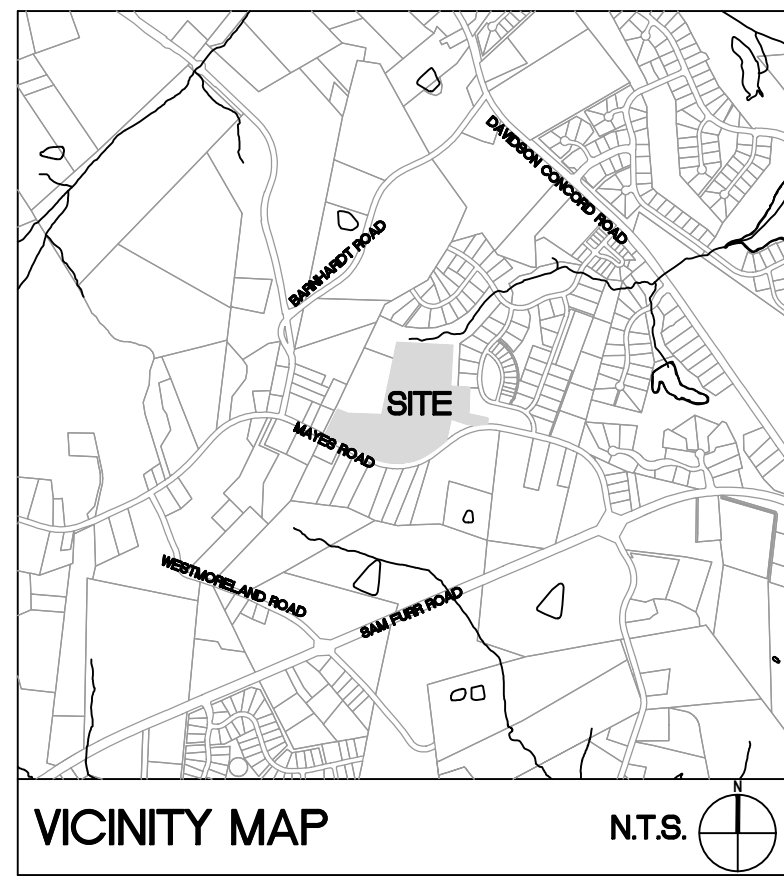 DAVIDSON CONCORD ROAD
BARNHARDT ROAD
SITE
MAYES ROAD
WESTMORELAND ROAD
SAM FURR ROAD
VICINITY MAP
N.T.S.
N